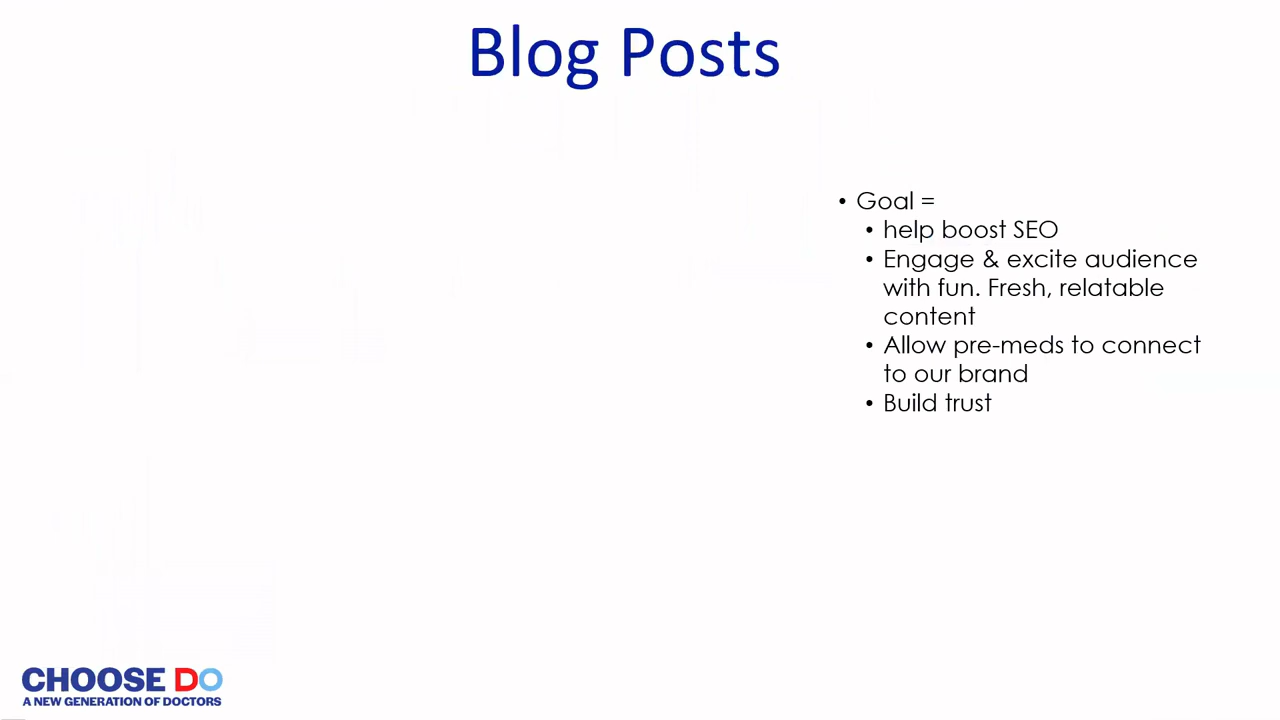 Blog Posts
• Goal =
• help boost SEO
• Engage & excite audience
with fun. Fresh, relatable
content
• Allow pre-meds to connect
to our brand
• Build trust
CHOOSE DO
A NEW GENERATION OF DOCTORS